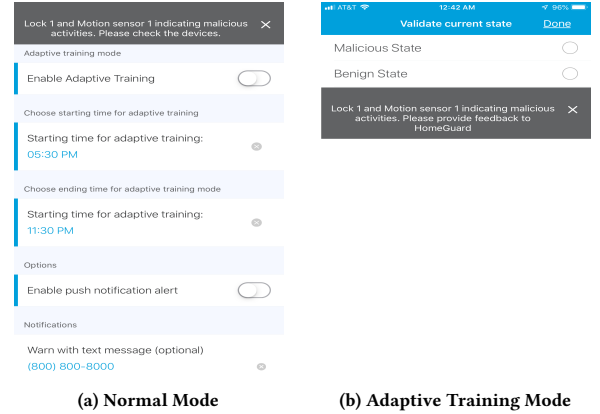 Lock 1 and Motion sensor 1 indicating malicious
activities. Please check the devices.
Adaptive training mode
Enable Adaptive Training
Choose starting time for adaptive training
Starting time for adaptive training:
05:30 PM
Choose ending time for adaptive training mode
Starting time for adaptive training:
11:30 PM
Options
Enable push notification alert
Notifications
Warn with text message (optional)
(800) 800-8000
(a) Normal Mode
AT&T 12:42 AM 96%
Validate current state Done
Malicious State
Benign State
Lock 1 and Motion sensor 1 indicating malicious
activities. Please provide feedback to
HomeGuard
(b) Adaptive Training Mode